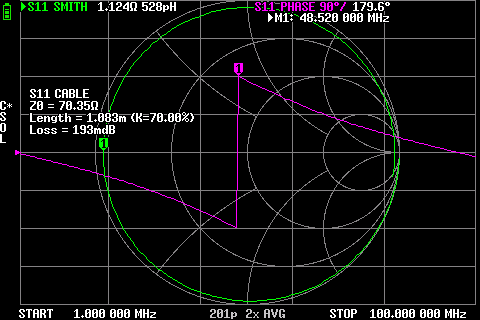 S11 SMITH 1.124Ω 528pH S11 PHASE 90°/ 179.6°
M1: 48.520 000 MHz
1
S11 CABLE
Z0 = 70.35Ω
Length = 1.083m (K=70.00%)
Loss = 193mdB
C*
S
O
L
1
START 1.000 000 MHz 201p 2x AVG STOP 100.000 000 MHz